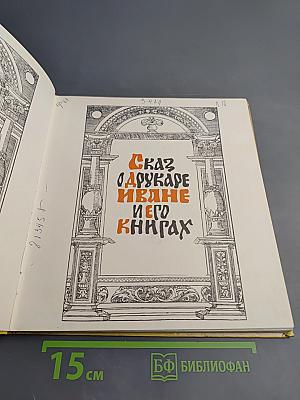 Сказ
о друкаре
Иване
и его
книгах
15 см
БФ БИБЛИОФАН